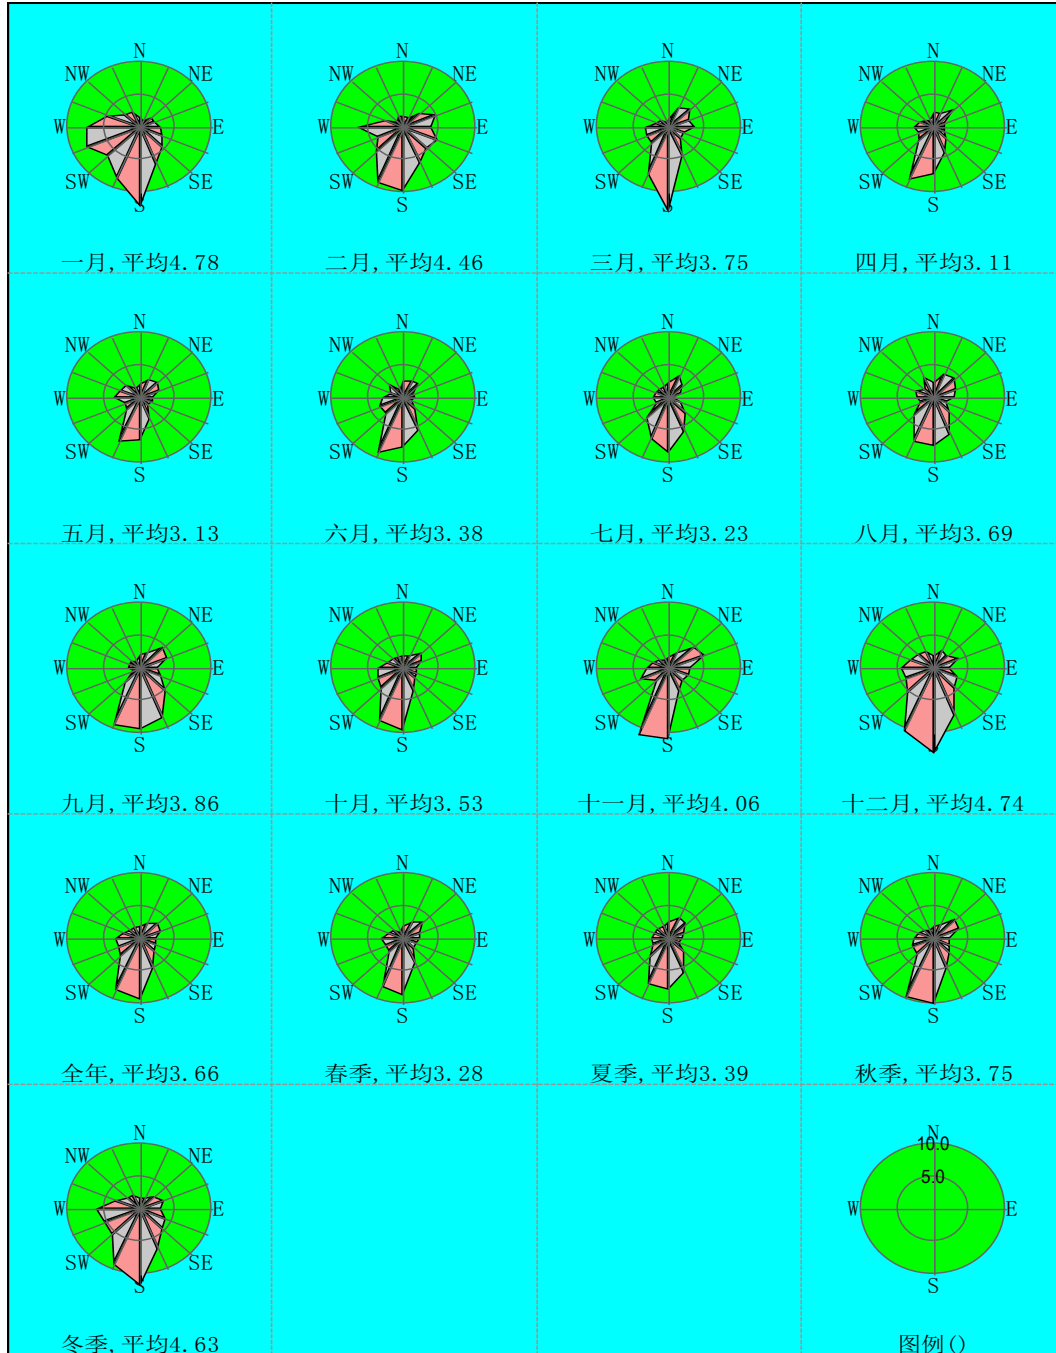 N
NW NE
W E
SW SE
S
一月,平均4.78
N
NW NE
W E
SW SE
S
二月,平均4.46
N
NW NE
W E
SW SE
S
三月,平均3.75
N
NW NE
W E
SW SE
S
四月,平均3.11
N
NW NE
W E
SW SE
S
五月,平均3.13
N
NW NE
W E
SW SE
S
六月,平均3.38
N
NW NE
W E
SW SE
S
七月,平均3.23
N
NW NE
W E
SW SE
S
八月,平均3.69
N
NW NE
W E
SW SE
S
九月,平均3.86
N
NW NE
W E
SW SE
S
十月,平均3.53
N
NW NE
W E
SW SE
S
十一月,平均4.06
N
NW NE
W E
SW SE
S
十二月,平均4.74
N
NW NE
W E
SW SE
S
全年,平均3.66
N
NW NE
W E
SW SE
S
春季,平均3.28
N
NW NE
W E
SW SE
S
夏季,平均3.39
N
NW NE
W E
SW SE
S
秋季,平均3.75
N
NW NE
W E
SW SE
S
冬季,平均4.63
N
10.0
5.0
W E
S
图例()